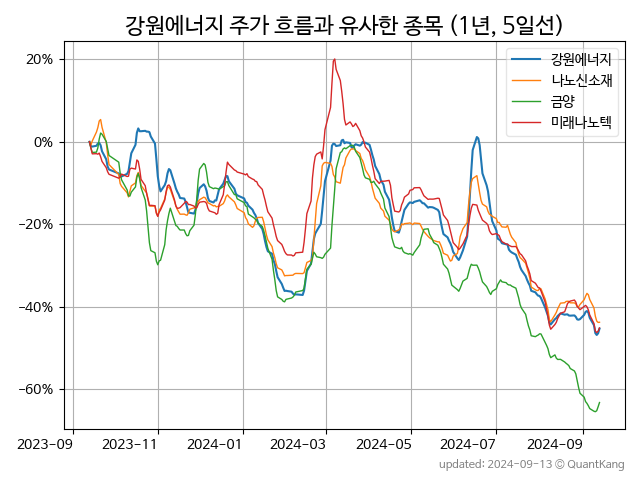 강원에너지 주가 흐름과 유사한 종목 (1년, 5일선)
강원에너지
나노신소재
금양
미래나노텍
20%
0%
−20%
−40%
−60%
2023-09
2023-11
2024-01
2024-03
2024-05
2024-07
2024-09
updated: 2024-09-13 © QuantKang